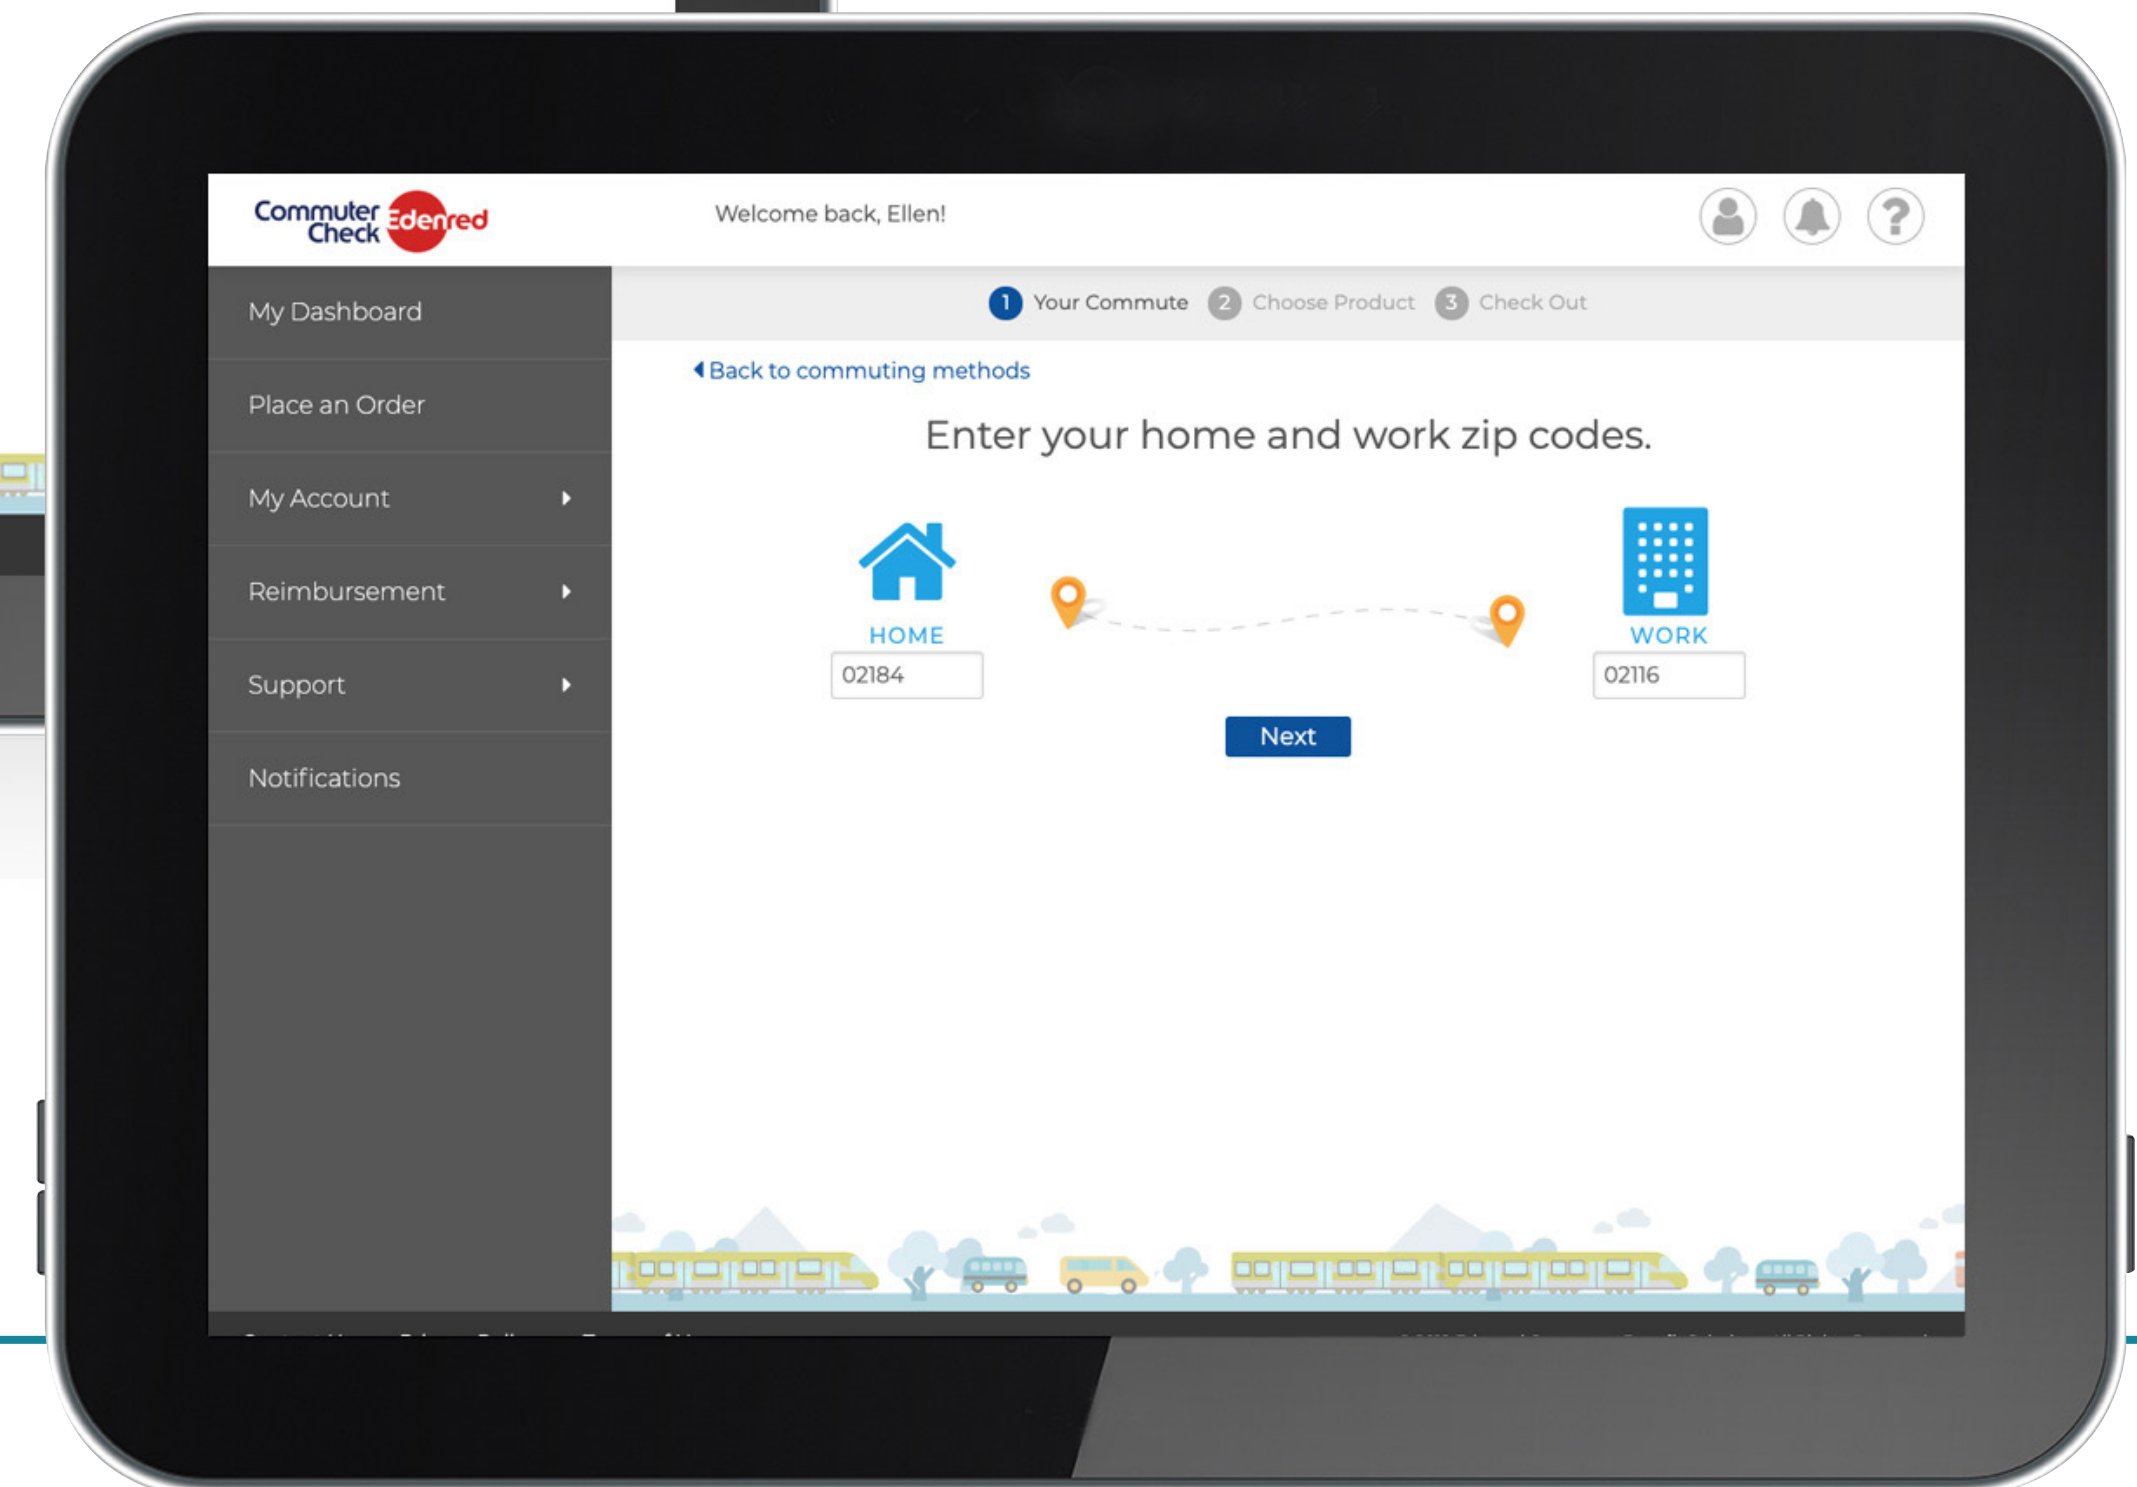 Commuter
Check
Edenred
Welcome back, Ellen!
?
My Dashboard
Place an Order
My Account
Reimbursement
Support
Notifications
1 Your Commute 2 Choose Product 3 Check Out
Back to commuting methods
Enter your home and work zip codes.
HOME
02184
WORK
02116
Next